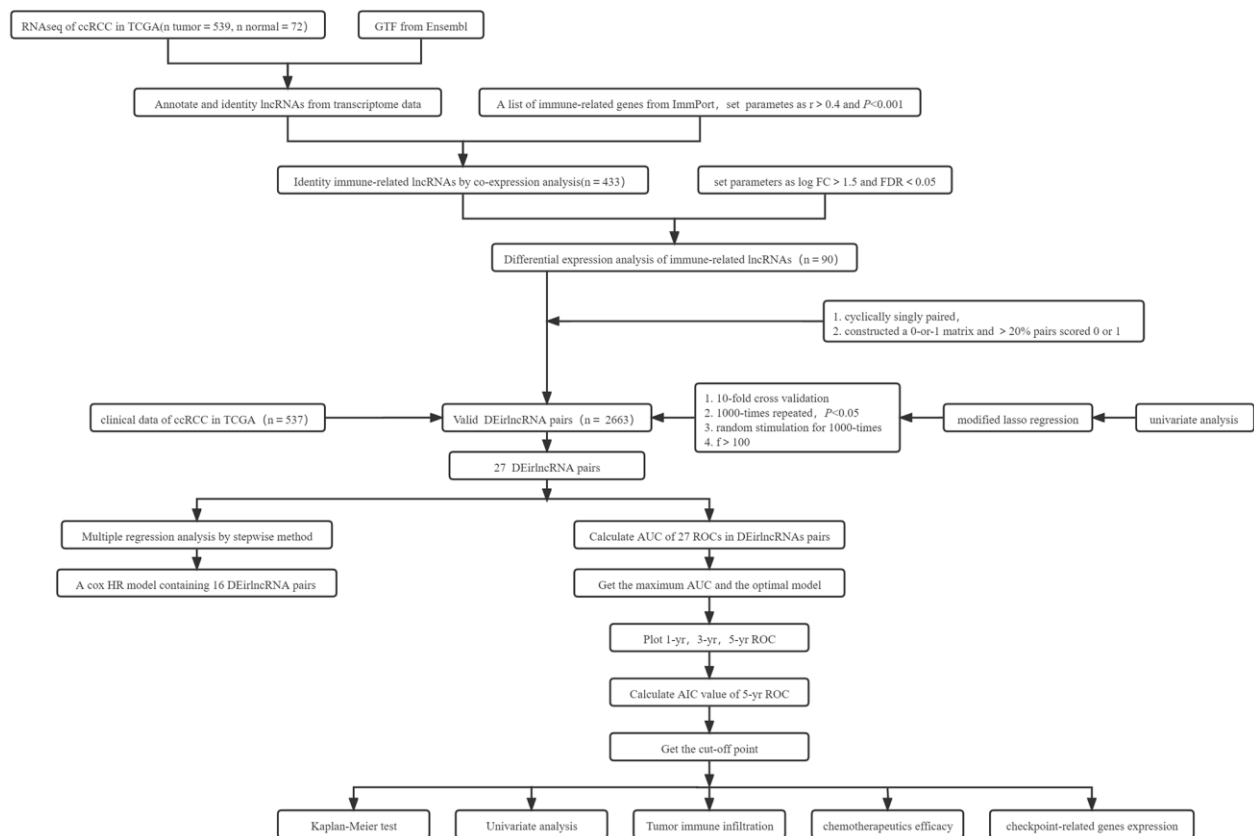 RNAseq of ccRCC in TCGA(n tumor = 539, n normal = 72)
GTF from Ensembl
Annotate and identity lncRNAs from transcriptome data
A list of immune-related genes from ImmPort, set parametes as r > 0.4 and P<0.001
Identity immune-related lncRNAs by co-expression analysis(n = 433)
set parameters as log FC > 1.5 and FDR < 0.05
Differential expression analysis of immune-related lncRNAs (n = 90)
1. cyclically singly paired,
2. constructed a 0-or-1 matrix and > 20% pairs scored 0 or 1
clinical data of ccRCC in TCGA (n = 537)
Valid DEirlncRNA pairs (n = 2663)
1. 10-fold cross validation
2. 1000-times repeated, P<0.05
3. random stimulation for 1000-times
4. f > 100
modified lasso regression
univariate analysis
27 DEirlncRNA pairs
Multiple regression analysis by stepwise method
Calculate AUC of 27 ROCs in DEirlncRNAs pairs
A cox HR model containing 16 DEirlncRNA pairs
Get the maximum AUC and the optimal model
Plot 1-yr, 3-yr, 5-yr ROC
Calculate AIC value of 5-yr ROC
Get the cut-off point
Kaplan-Meier test
Univariate analysis
Tumor immune infiltration
chemotherapeutics efficacy
checkpoint-related genes expression